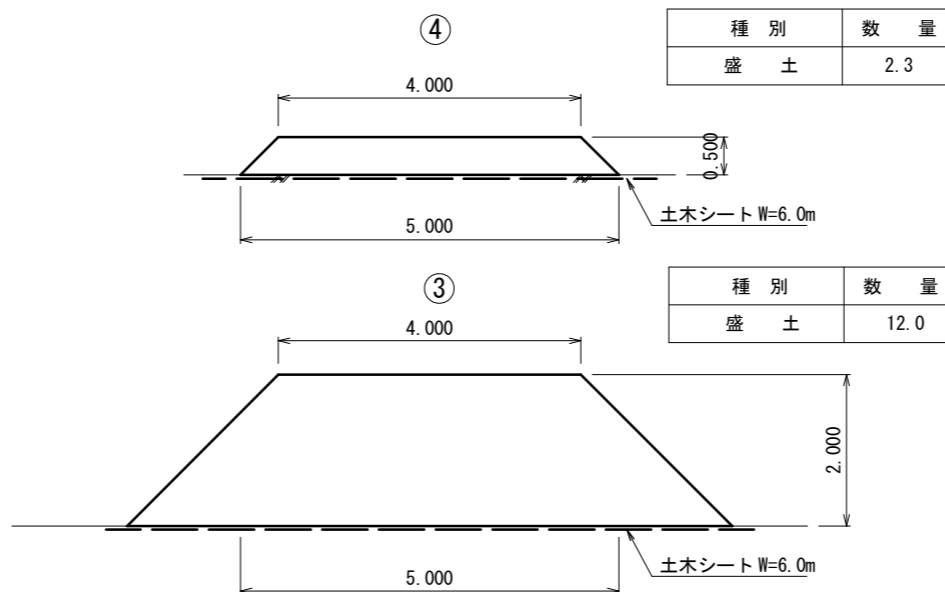 ④
種 別 数 量
盛 土 2.3
4.000
0.500
土木シート W=6.0m
5.000
③
種 別 数 量
盛 土 12.0
4.000
2.000
土木シート W=6.0m
5.000